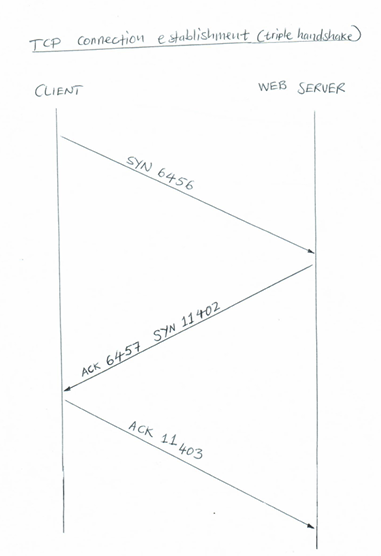 TCP connection establishment (triple handshake)
CLIENT
WEB SERVER
SYN 6456
ACK 6457 SYN 11402
ACK 11403